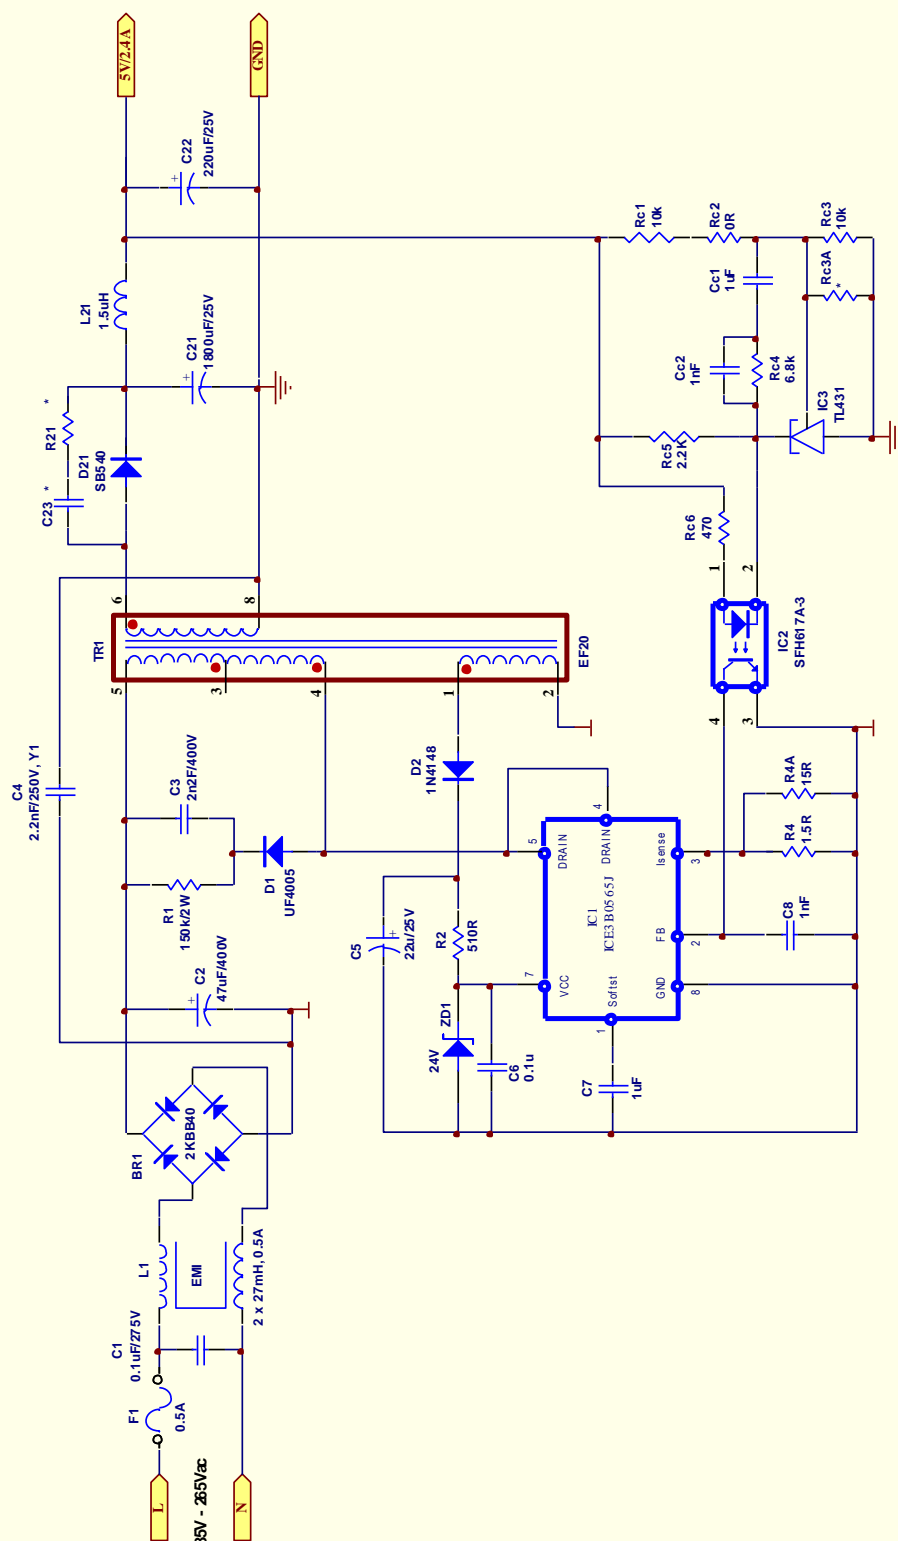 5V/2.4A
GND
C22
220uF/25V
+
L21
1.5uH
C21
1800uF/25V
+
R21
*
D21
SB540
C23
*
Rc1
10k
Rc2
0R
Rc3
10k
Rc3A
*
Cc1
1uF
Cc2
1nF
Rc4
6.8k
IC3
TL431
Rc5
2.2K
Rc6
470
1
2
IC2
SFH617A-3
4
3
TR1
6
8
5
3
4
1
2
EF20
C4
2.2nF/250V, Y1
C3
2n2F/400V
R1
150k/2W
D1
UF4005
C2
47uF/400V
+
D2
1N4148
C5
22u/25V
+
R2
510R
ZD1
24V
C6
0.1u
C7
1uF
IC1
ICE3B0565J
5
DRAIN
4
DRAIN
3
Isense
2
FB
8
GND
7
VCC
1
Softst
R4A
15R
R4
1.5R
C8
1nF
BR1
2KBB40
L1
EMI
2 x 27mH, 0.5A
C1
0.1uF/275V
F1
0.5A
L
N
85V - 265Vac